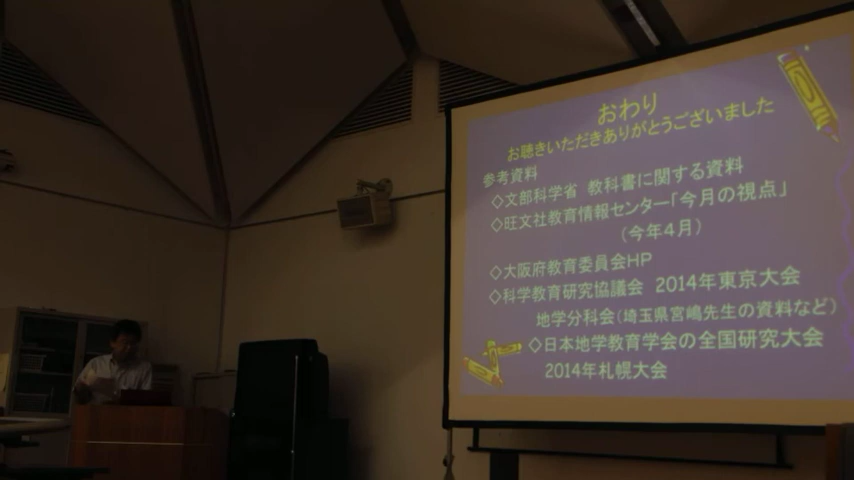 おわり
お聴きいただきありがとうございました
参考資料
◇文部科学省 教科書に関する資料
◇旺文社教育情報センター「今月の視点」
(今年4月)
◇大阪府教育委員会HP
◇科学教育研究協議会 2014年東京大会
地学分科会(埼玉県宮嶋先生の資料など)
◇日本地学教育学会の全国研究大会
2014年札幌大会